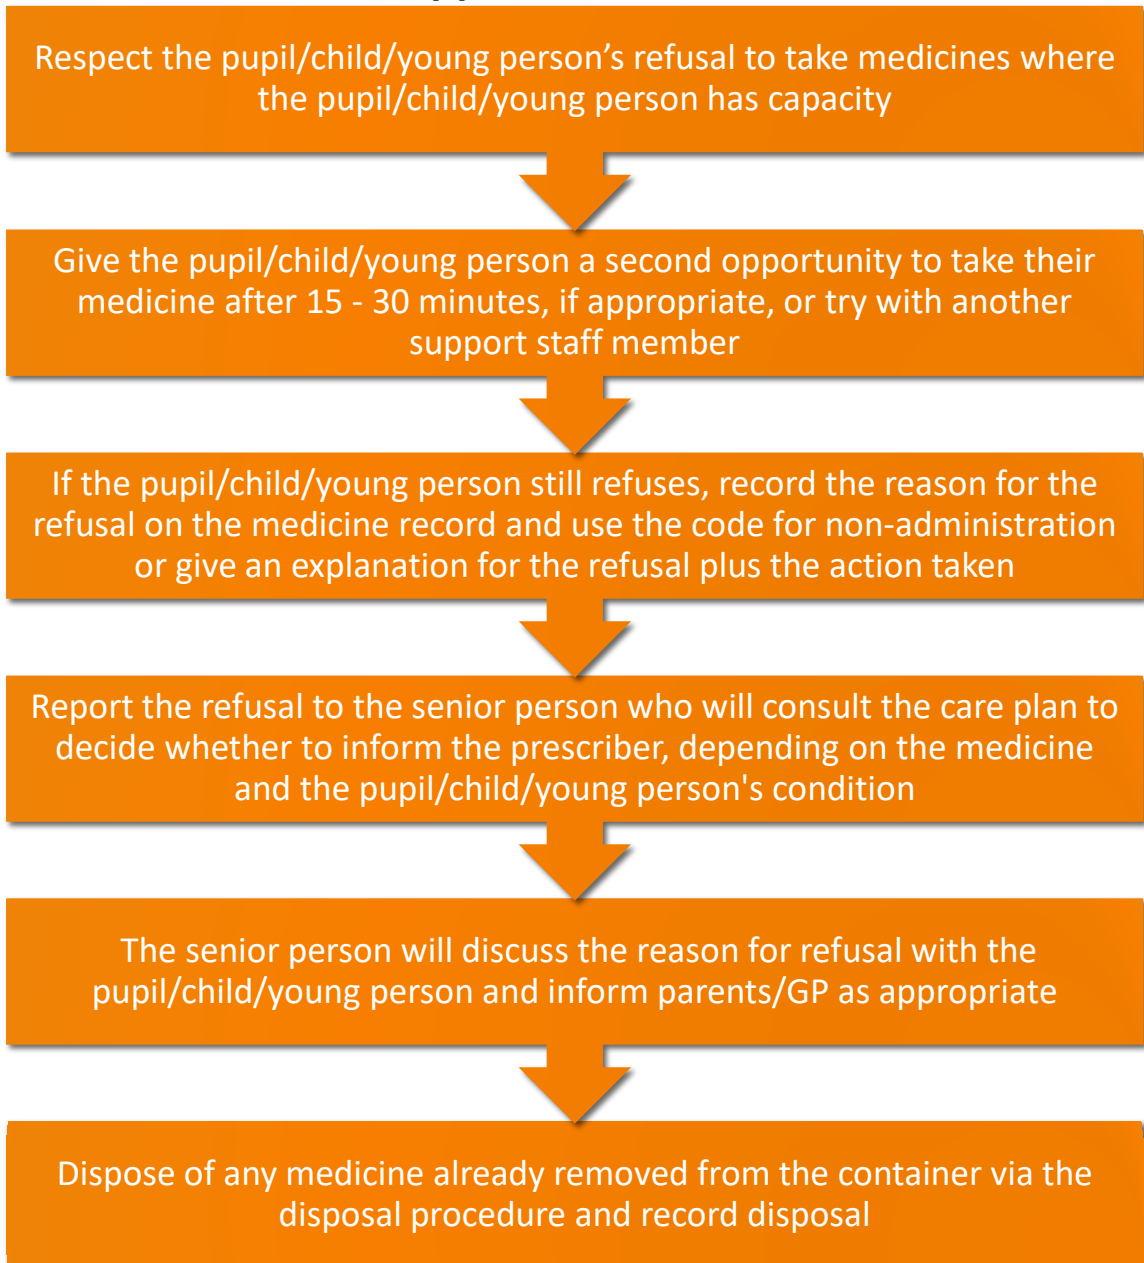 Respect the pupil/child/young person’s refusal to take medicines where
the pupil/child/young person has capacity
Give the pupil/child/young person a second opportunity to take their
medicine after 15 - 30 minutes, if appropriate, or try with another
support staff member
If the pupil/child/young person still refuses, record the reason for the
refusal on the medicine record and use the code for non-administration
or give an explanation for the refusal plus the action taken
Report the refusal to the senior person who will consult the care plan to
decide whether to inform the prescriber, depending on the medicine
and the pupil/child/young person's condition
The senior person will discuss the reason for refusal with the
pupil/child/young person and inform parents/GP as appropriate
Dispose of any medicine already removed from the container via the
disposal procedure and record disposal